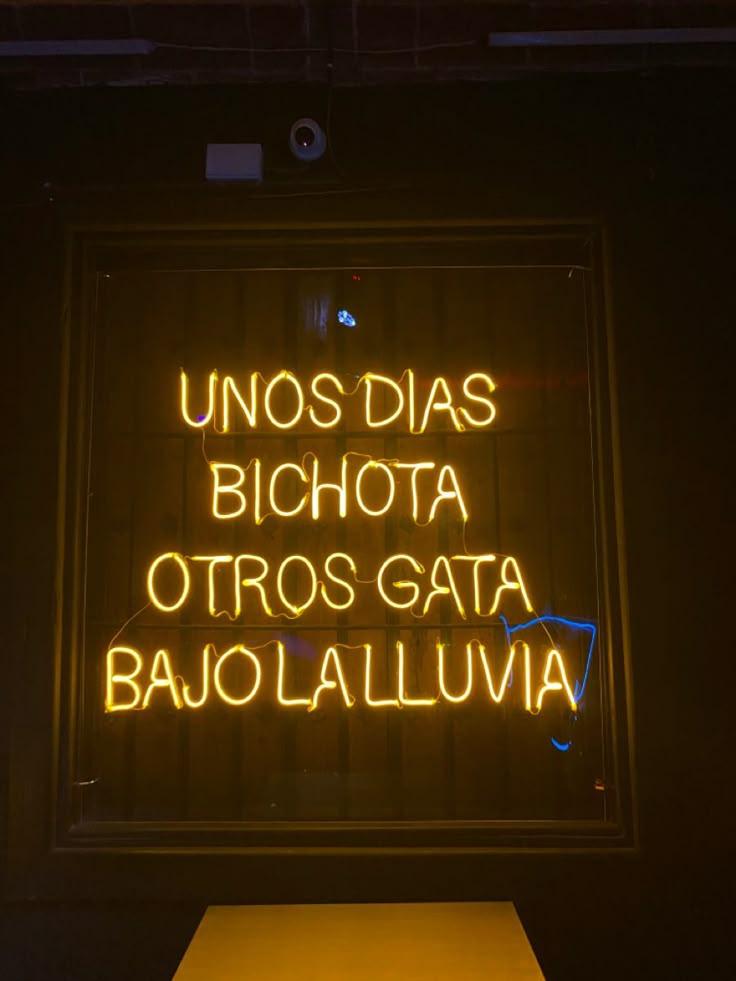 UNOS DIAS
BICHOTA
OTROS GATA
BAJO LA LLUVIA